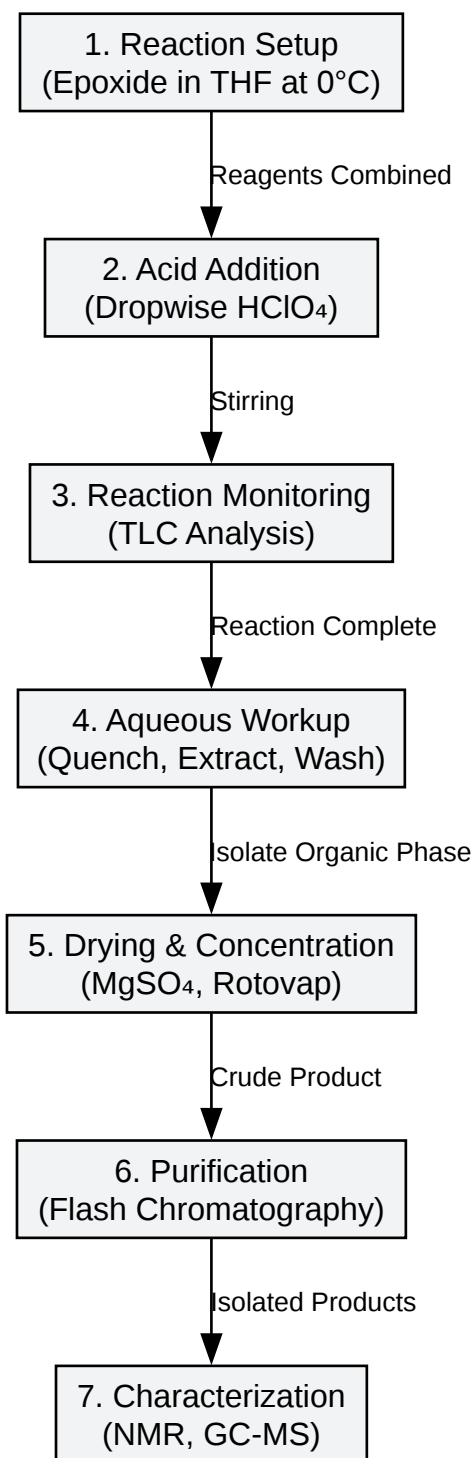 1. Reaction Setup
(Epoxide in THF at 0°C)
Reagents Combined
2. Acid Addition
(Dropwise HClO₄)
Stirring
3. Reaction Monitoring
(TLC Analysis)
Reaction Complete
4. Aqueous Workup
(Quench, Extract, Wash)
Isolate Organic Phase
5. Drying & Concentration
(MgSO₄, Rotovap)
Crude Product
6. Purification
(Flash Chromatography)
Isolated Products
7. Characterization
(NMR, GC-MS)